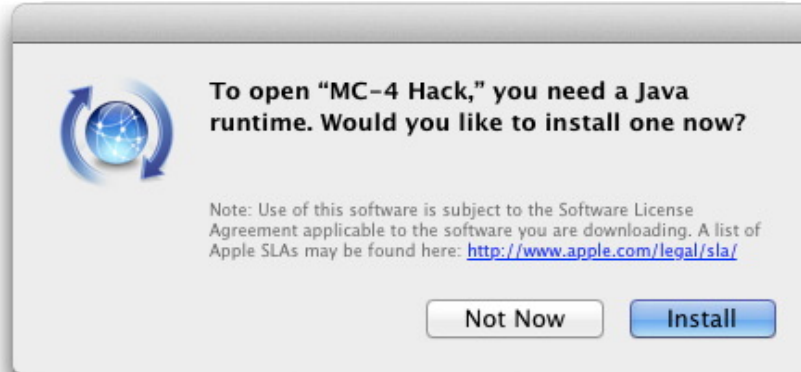 To open “MC-4 Hack,” you need a Java
runtime. Would you like to install one now?
Note: Use of this software is subject to the Software License
Agreement applicable to the software you are downloading. A list of
Apple SLAs may be found here: http://www.apple.com/legal/sla/
Not Now
Install